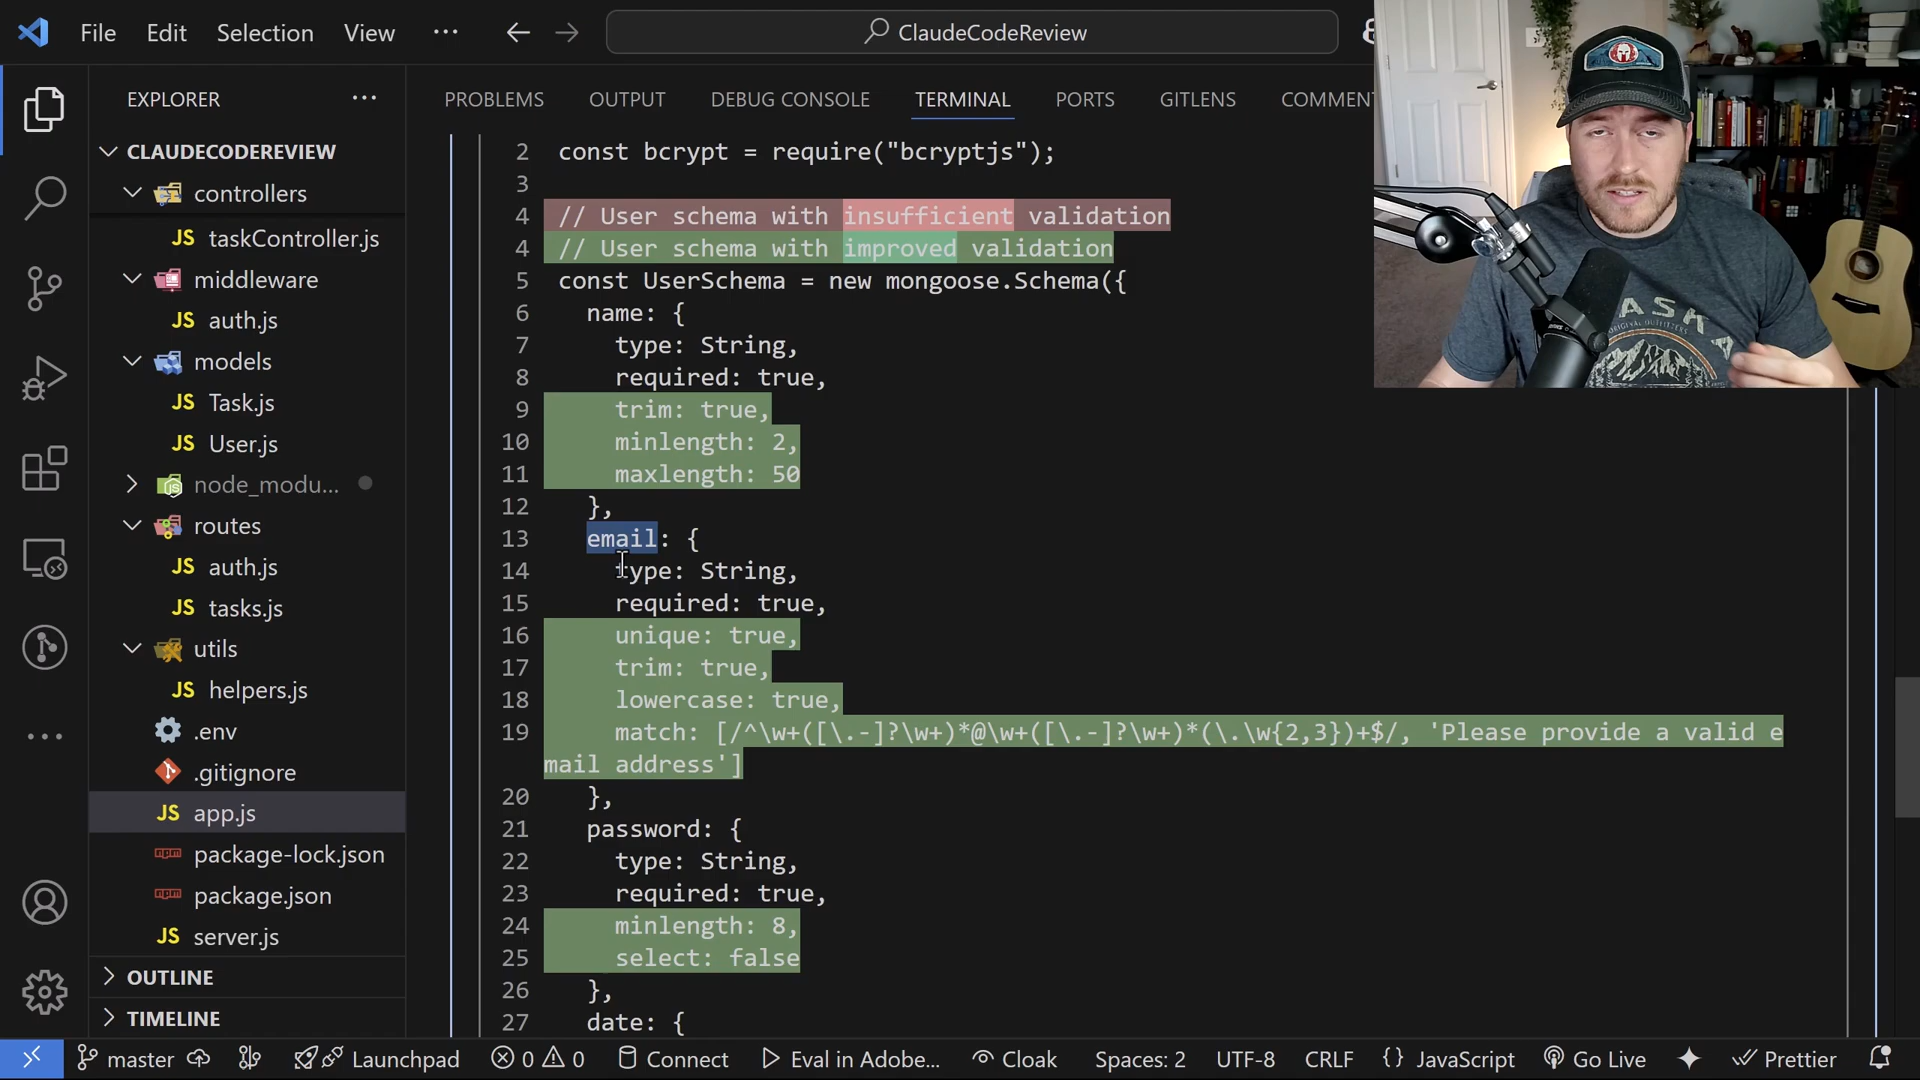 File Edit Selection View ... ClaudeCodeReview
EXPLORER ...
PROBLEMS OUTPUT DEBUG CONSOLE TERMINAL PORTS GITLENS COMMEN
CLAUDECODEREVIEW
controllers
JS taskController.js
middleware
JS auth.js
models
JS Task.js
JS User.js
node_modu...
routes
JS auth.js
JS tasks.js
utils
JS helpers.js
.env
.gitignore
JS app.js
package-lock.json
package.json
JS server.js
OUTLINE
TIMELINE
2 const bcrypt = require("bcryptjs");
3
4 // User schema with insufficient validation
4 // User schema with improved validation
5 const UserSchema = new mongoose.Schema({
6 name: {
7 type: String,
8 required: true,
9 trim: true,
10 minlength: 2,
11 maxlength: 50
12 },
13 email: {
14 type: String,
15 required: true,
16 unique: true,
17 trim: true,
18 lowercase: true,
19 match: [/^\w+([\.-]?\w+)*@\w+([\.-]?\w+)*(\.\w{2,3})+$/, 'Please provide a valid e
mail address']
20 },
21 password: {
22 type: String,
23 required: true,
24 minlength: 8,
25 select: false
26 },
27 date: {
master Launchpad 0 0 Connect Eval in Adobe... Cloak Spaces: 2 UTF-8 CRLF {} JavaScript Go Live Prettier